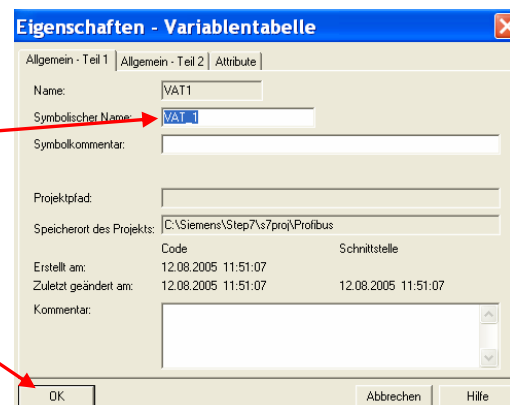 Eigenschaften - Variablentabelle
Allgemein - Teil 1 Allgemein - Teil 2 Attribute
Name: VAT1
Symbolischer Name: VAT_1
Symbolkommentar:
Projektpfad:
Speicherort des Projekts: C:\Siemens\Step7\s7proj\Profibus
Code Schnittstelle
Erstellt am: 12.08.2005 11:51:07
Zuletzt geändert am: 12.08.2005 11:51:07 12.08.2005 11:51:07
Kommentar:
OK Abbrechen Hilfe